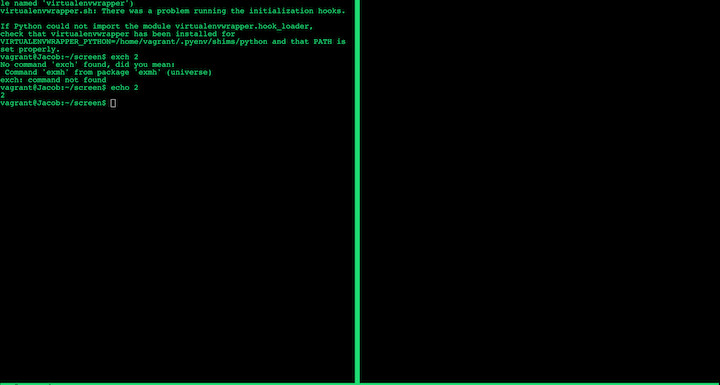 le named 'virtualenvwrapper')
virtualenvwrapper.sh: There was a problem running the initialization hooks.
If Python could not import the module virtualenvwrapper.hook_loader,
check that virtualenvwrapper has been installed for
VIRTUALENVWRAPPER_PYTHON=/home/vagrant/.pyenv/shims/python and that PATH is
set properly.
vagrant@Jacob:~/screen$ exch 2
No command 'exch' found, did you mean:
 Command 'exmh' from package 'exmh' (universe)
exch: command not found
vagrant@Jacob:~/screen$ echo 2
2
vagrant@Jacob:~/screen$